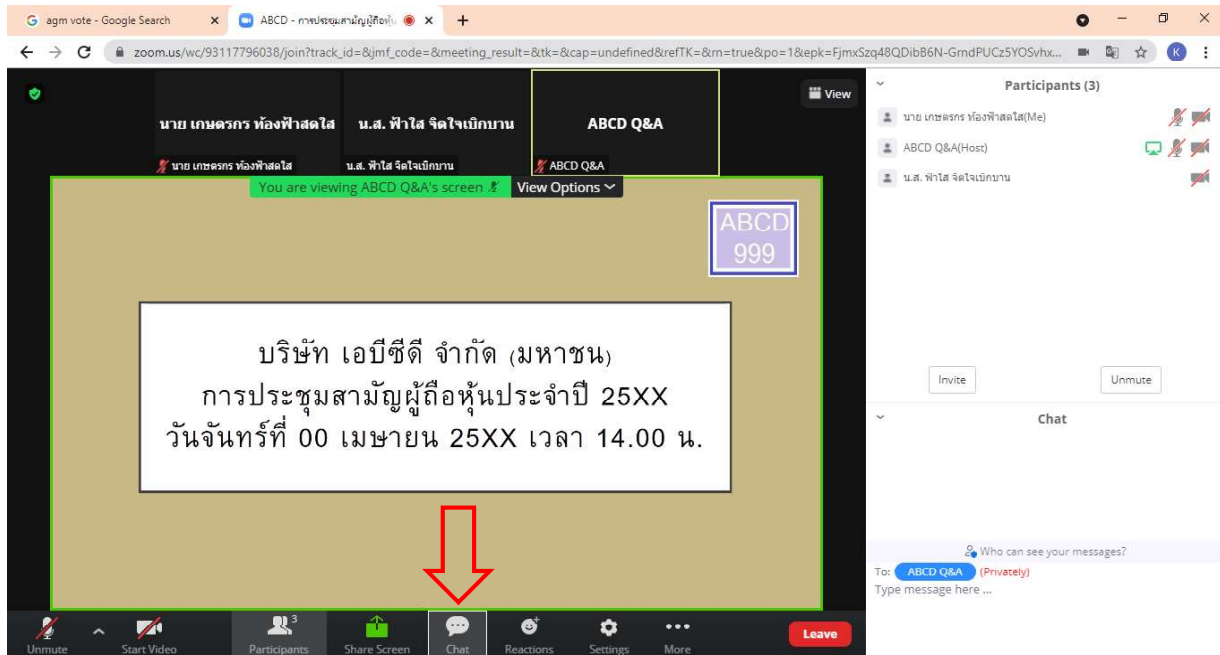 agm vote - Google Search
ABCD - การประชุมสามัญผู้ถือหุ้น
zoom.us/wc/93117796038/join?track_id=&jmf_code=&meeting_result=&tk=&cap=undefined&refTK=&rn=true&po=1&epk=FjmxSzq48QDibB6N-GrndPUCz5YOSvhx...
K
View
นาย เกษตรกร ท้องฟ้าสดใส
น.ส. ฟ้าใส จิตใจเบิกบาน
ABCD Q&A
นาย เกษตรกร ท้องฟ้าสดใส
น.ส. ฟ้าใส จิตใจเบิกบาน
ABCD Q&A
You are viewing ABCD Q&A's screen
View Options
ABCD
999
บริษัท เอบีซีดี จำกัด (มหาชน)
การประชุมสามัญผู้ถือหุ้นประจำปี 25XX
วันจันทร์ที่ 00 เมษายน 25XX เวลา 14.00 น.
Unmute
Start Video
3
Participants
Share Screen
Chat
Reactions
Settings
More
Leave
Participants (3)
นาย เกษตรกร ท้องฟ้าสดใส(Me)
ABCD Q&A(Host)
น.ส. ฟ้าใส จิตใจเบิกบาน
Invite
Unmute
Chat
Who can see your messages?
To: ABCD Q&A (Privately)
Type message here ...